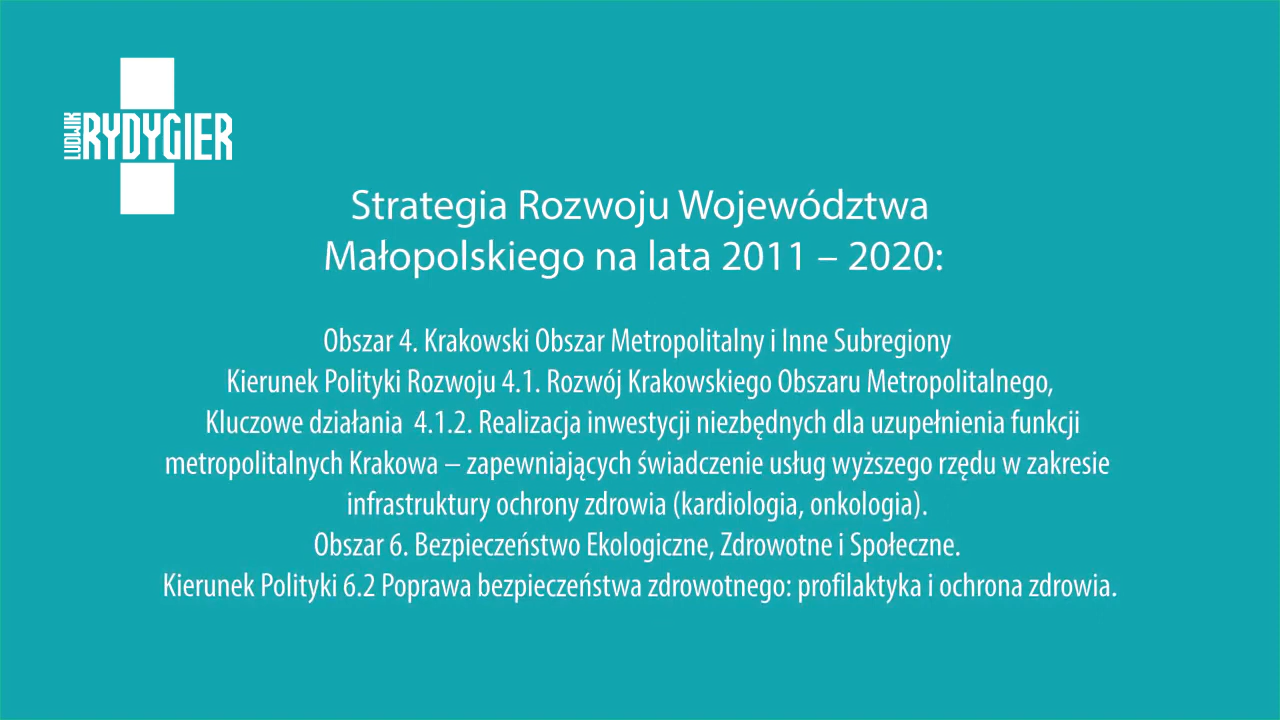 LUDWIK
RYDYGIER
Strategia Rozwoju Województwa
Małopolskiego na lata 2011 – 2020:
Obszar 4. Krakowski Obszar Metropolitalny i Inne Subregiony
Kierunek Polityki Rozwoju 4.1. Rozwój Krakowskiego Obszaru Metropolitalnego,
Kluczowe działania  4.1.2. Realizacja inwestycji niezbędnych dla uzupełnienia funkcji
metropolitalnych Krakowa – zapewniających świadczenie usług wyższego rzędu w zakresie
infrastruktury ochrony zdrowia (kardiologia, onkologia).
Obszar 6. Bezpieczeństwo Ekologiczne, Zdrowotne i Społeczne.
Kierunek Polityki 6.2 Poprawa bezpieczeństwa zdrowotnego: profilaktyka i ochrona zdrowia.